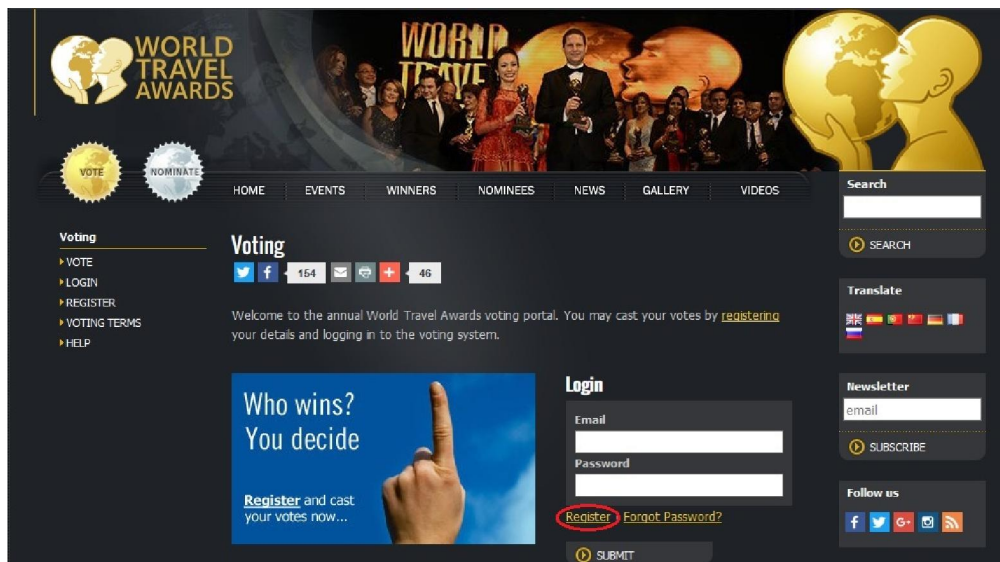 WORLD
TRAVEL
AWARDS
WORLD
TRAVEL
VOTE
NOMINATE
HOME EVENTS WINNERS NOMINEES NEWS GALLERY VIDEOS
Search
SEARCH
Voting
VOTE
LOGIN
REGISTER
VOTING TERMS
HELP
Voting
164 46
Welcome to the annual World Travel Awards voting portal. You may cast your votes by registering
your details and logging in to the voting system.
Who wins?
You decide
Register and cast
your votes now...
Login
Email
Password
Register Forgot Password?
SUBMIT
Translate
Newsletter
email
SUBSCRIBE
Follow us